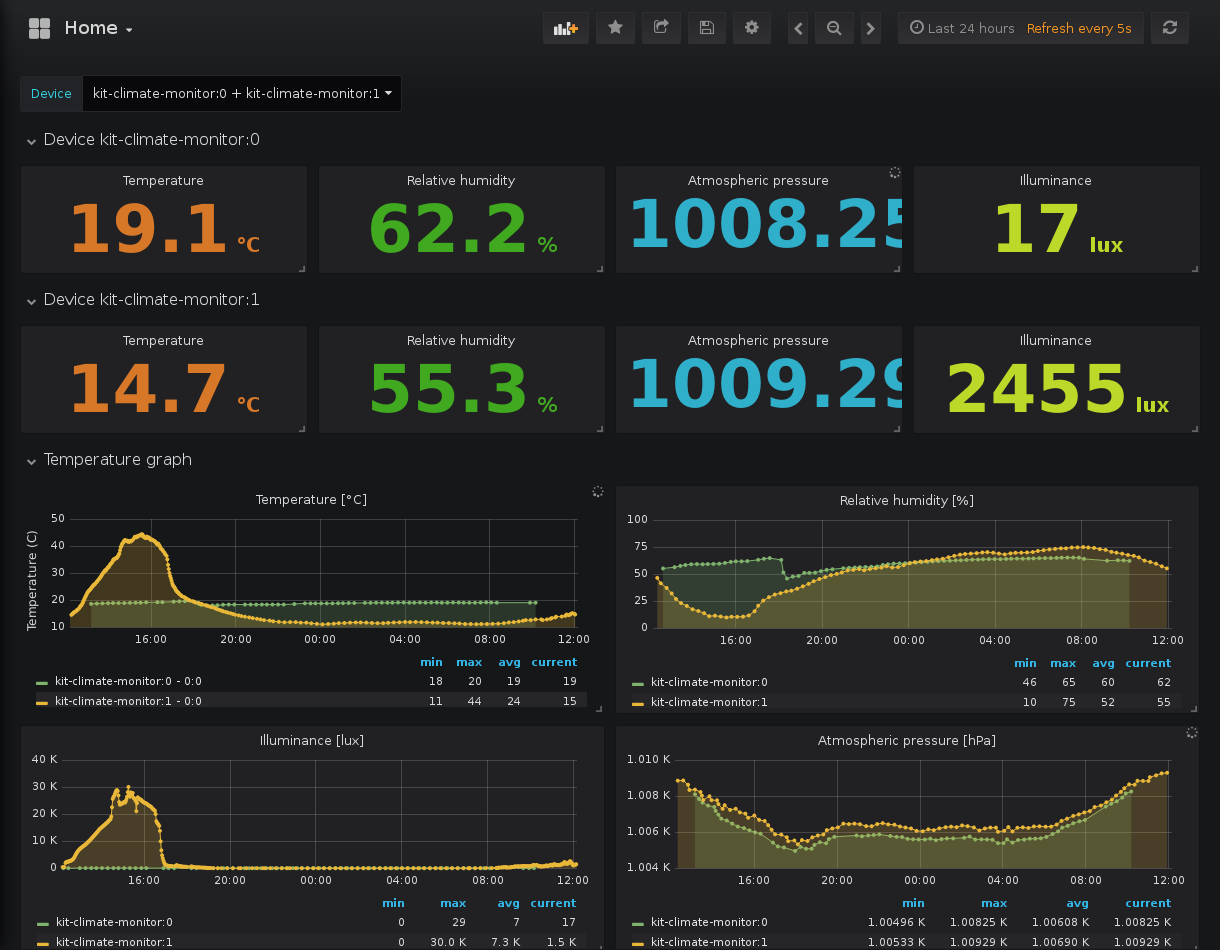 Home
Last 24 hours Refresh every 5s
Device kit-climate-monitor:0 + kit-climate-monitor:1
Device kit-climate-monitor:0
Temperature Relative humidity Atmospheric pressure Illuminance
19.1 °C 62.2 % 1008.25 17 lux
Device kit-climate-monitor:1
Temperature Relative humidity Atmospheric pressure Illuminance
14.7 °C 55.3 % 1009.29 2455 lux
Temperature graph
Temperature [°C]
Temperature (C)
50
40
30
20
10
16:00 20:00 00:00 04:00 08:00 12:00
min max avg current
kit-climate-monitor:0 - 0:0 18 20 19 19
kit-climate-monitor:1 - 0:0 11 44 24 15
Relative humidity [%]
100
75
50
25
0
16:00 20:00 00:00 04:00 08:00 12:00
min max avg current
kit-climate-monitor:0 46 65 60 62
kit-climate-monitor:1 10 75 52 55
Illuminance [lux]
40 K
30 K
20 K
10 K
0
16:00 20:00 00:00 04:00 08:00 12:00
min max avg current
kit-climate-monitor:0 0 29 7 17
kit-climate-monitor:1 0 30.0 K 7.3 K 1.5 K
Atmospheric pressure [hPa]
1.010 K
1.008 K
1.006 K
1.004 K
16:00 20:00 00:00 04:00 08:00 12:00
min max avg current
kit-climate-monitor:0 1.00496 K 1.00825 K 1.00608 K 1.00825 K
kit-climate-monitor:1 1.00533 K 1.00929 K 1.00690 K 1.00929 K